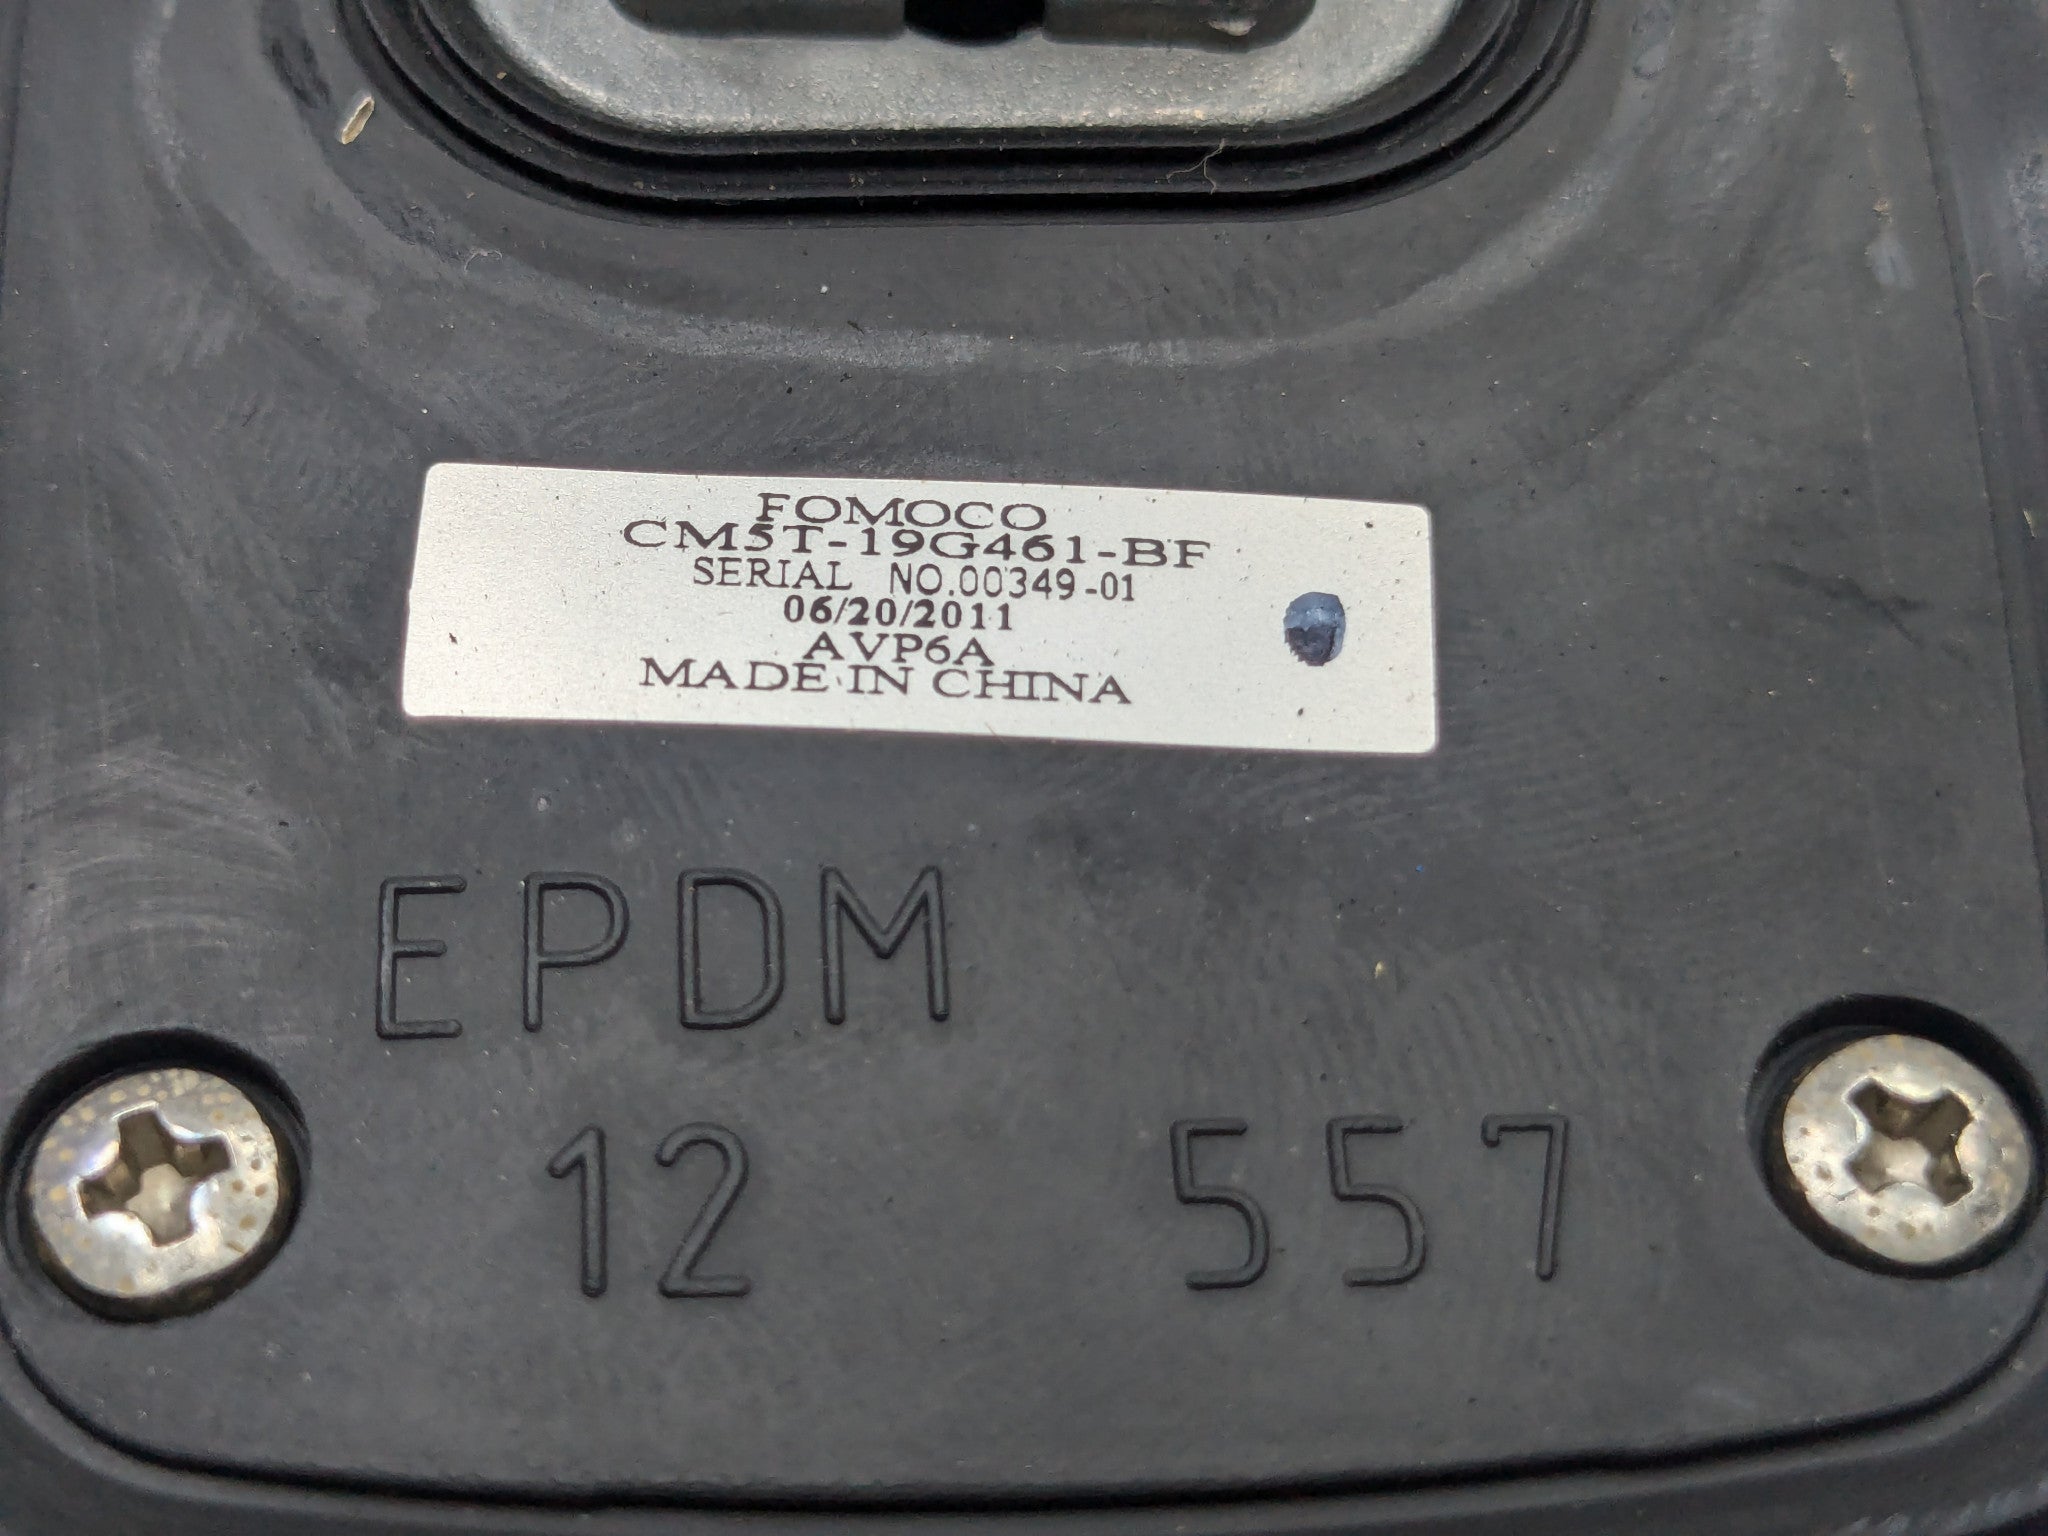 FOMOCO
CM5T-19G461-BF
SERIAL NO.00349-01
06/20/2011
AVP6A
MADE IN CHINA
EPDM
12 557